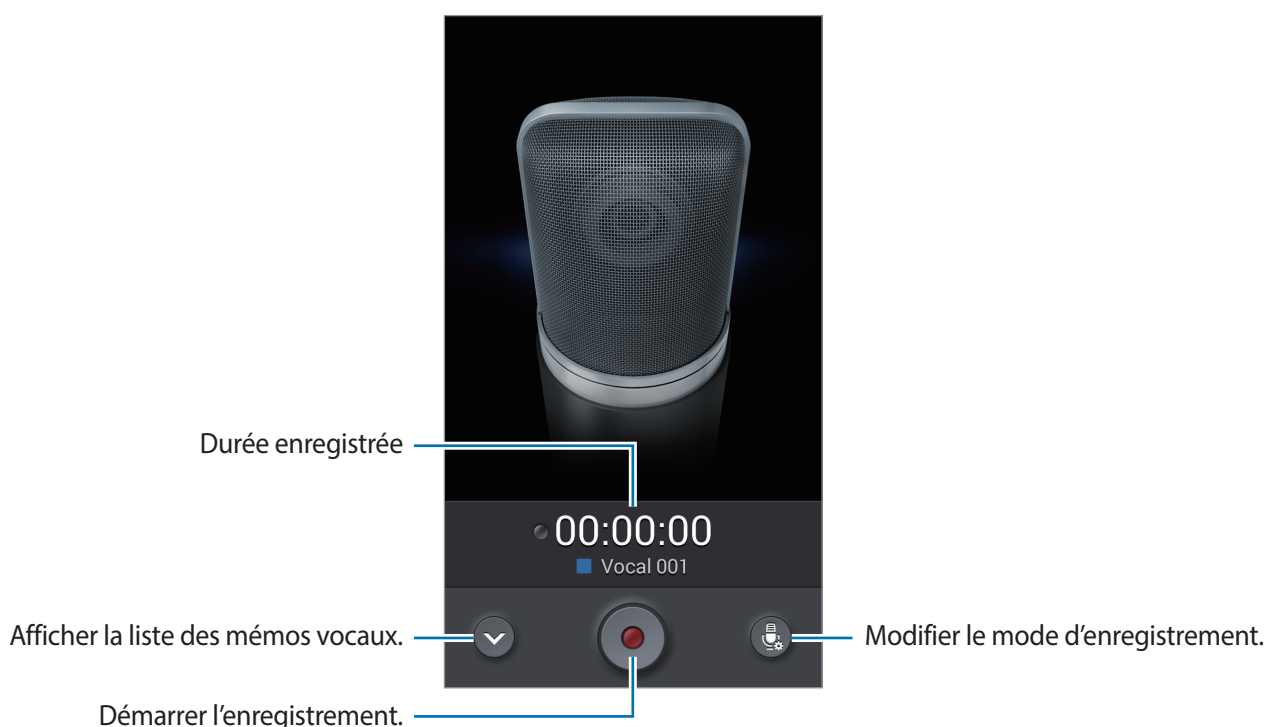 Durée enregistrée
00:00:00
Vocal 001
Afficher la liste des mémos vocaux.
Modifier le mode d’enregistrement.
Démarrer l’enregistrement.